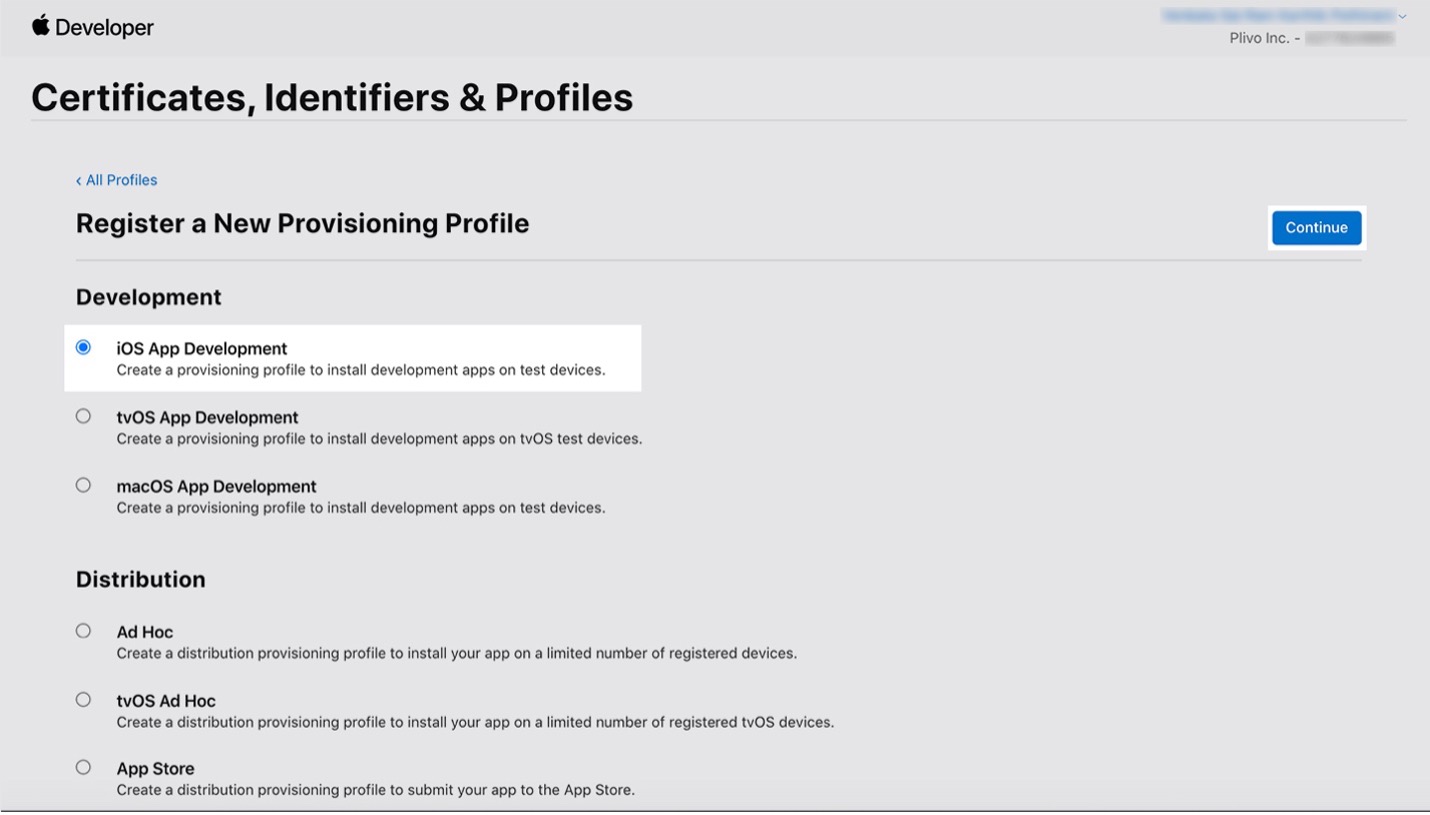 Developer
Plivo Inc. -
Certificates, Identifiers & Profiles
‹ All Profiles
Register a New Provisioning Profile
Continue
Development
iOS App Development
Create a provisioning profile to install development apps on test devices.
tvOS App Development
Create a provisioning profile to install development apps on tvOS test devices.
macOS App Development
Create a provisioning profile to install development apps on test devices.
Distribution
Ad Hoc
Create a distribution provisioning profile to install your app on a limited number of registered devices.
tvOS Ad Hoc
Create a distribution provisioning profile to install your app on a limited number of registered tvOS devices.
App Store
Create a distribution provisioning profile to submit your app to the App Store.